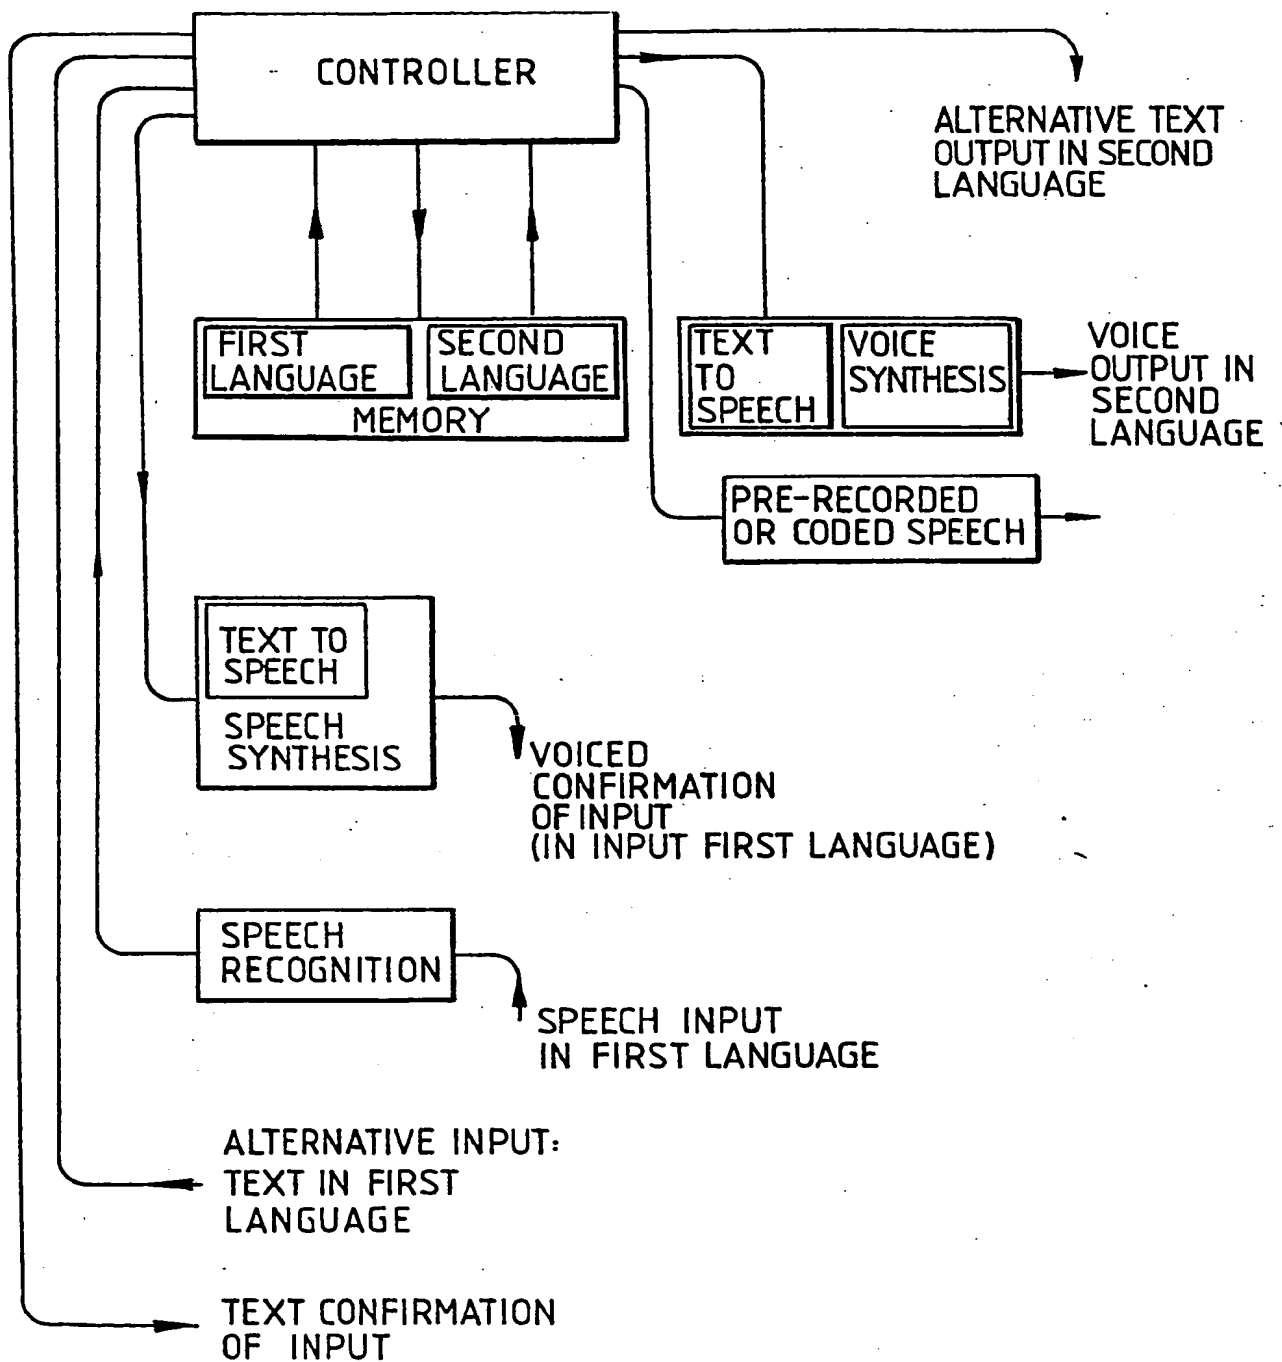 CONTROLLER
ALTERNATIVE TEXT
OUTPUT IN SECOND
LANGUAGE
FIRST
LANGUAGE
SECOND
LANGUAGE
MEMORY
TEXT
TO
SPEECH
VOICE
SYNTHESIS
VOICE
OUTPUT IN
SECOND
LANGUAGE
PRE-RECORDED
OR CODED SPEECH
TEXT TO
SPEECH
SPEECH
SYNTHESIS
VOICED
CONFIRMATION
OF INPUT
(IN INPUT FIRST LANGUAGE)
SPEECH
RECOGNITION
SPEECH INPUT
IN FIRST LANGUAGE
ALTERNATIVE INPUT:
TEXT IN FIRST
LANGUAGE
TEXT CONFIRMATION
OF INPUT